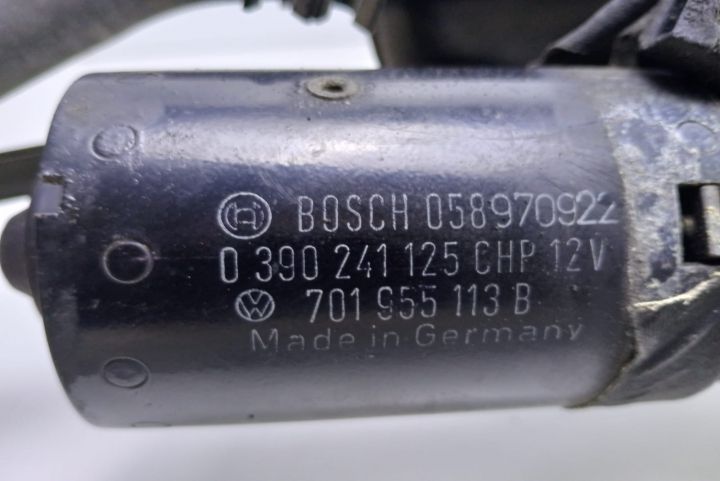 BOSCH 058970922
0 390 241 125 CHP 12V
701 955 113 B
Made in Germany